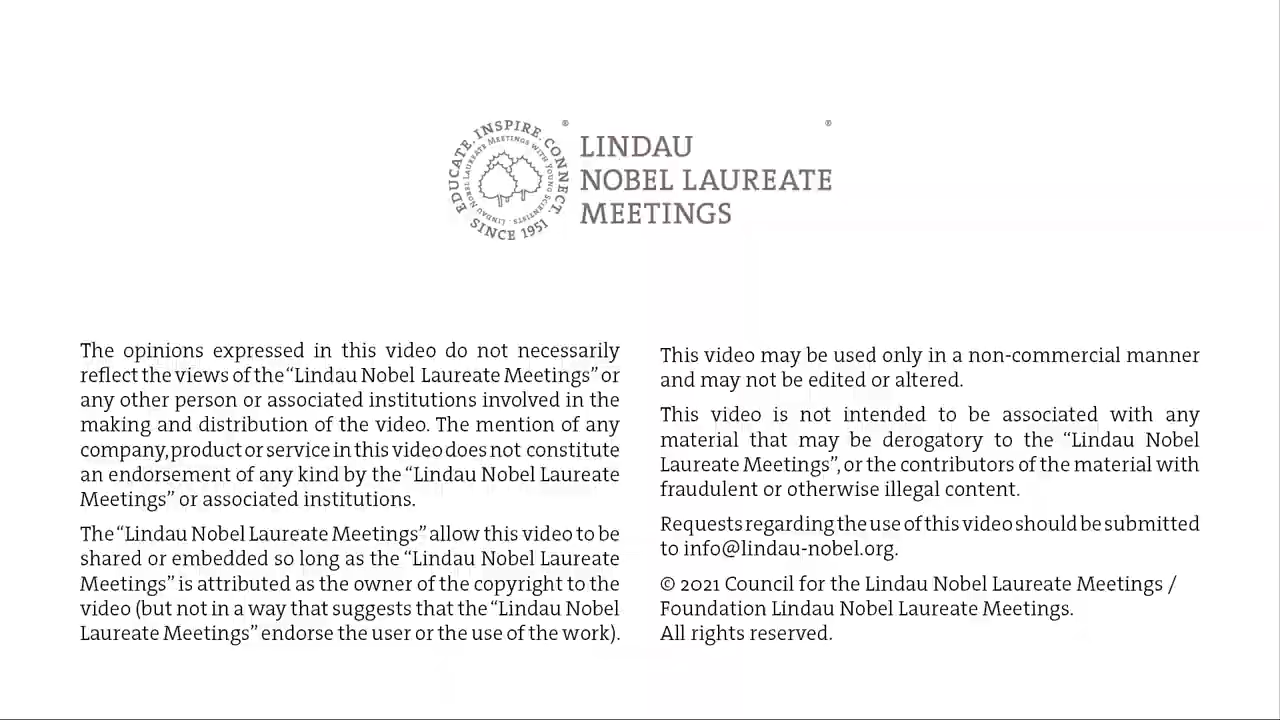 EDUCATE. INSPIRE. CONNECT.
LINDAU NOBEL LAUREATE MEETINGS WITH YOUNG SCIENTISTS
SINCE 1951
®
®
LINDAU
NOBEL LAUREATE
MEETINGS
The opinions expressed in this video do not necessarily
reflect the views of the “Lindau Nobel Laureate Meetings” or
any other person or associated institutions involved in the
making and distribution of the video. The mention of any
company, product or service in this video does not constitute
an endorsement of any kind by the “Lindau Nobel Laureate
Meetings” or associated institutions.
The “Lindau Nobel Laureate Meetings” allow this video to be
shared or embedded so long as the “Lindau Nobel Laureate
Meetings” is attributed as the owner of the copyright to the
video (but not in a way that suggests that the “Lindau Nobel
Laureate Meetings” endorse the user or the use of the work).
This video may be used only in a non-commercial manner
and may not be edited or altered.
This video is not intended to be associated with any
material that may be derogatory to the “Lindau Nobel
Laureate Meetings”, or the contributors of the material with
fraudulent or otherwise illegal content.
Requests regarding the use of this video should be submitted
to info@lindau-nobel.org.
© 2021 Council for the Lindau Nobel Laureate Meetings /
Foundation Lindau Nobel Laureate Meetings.
All rights reserved.